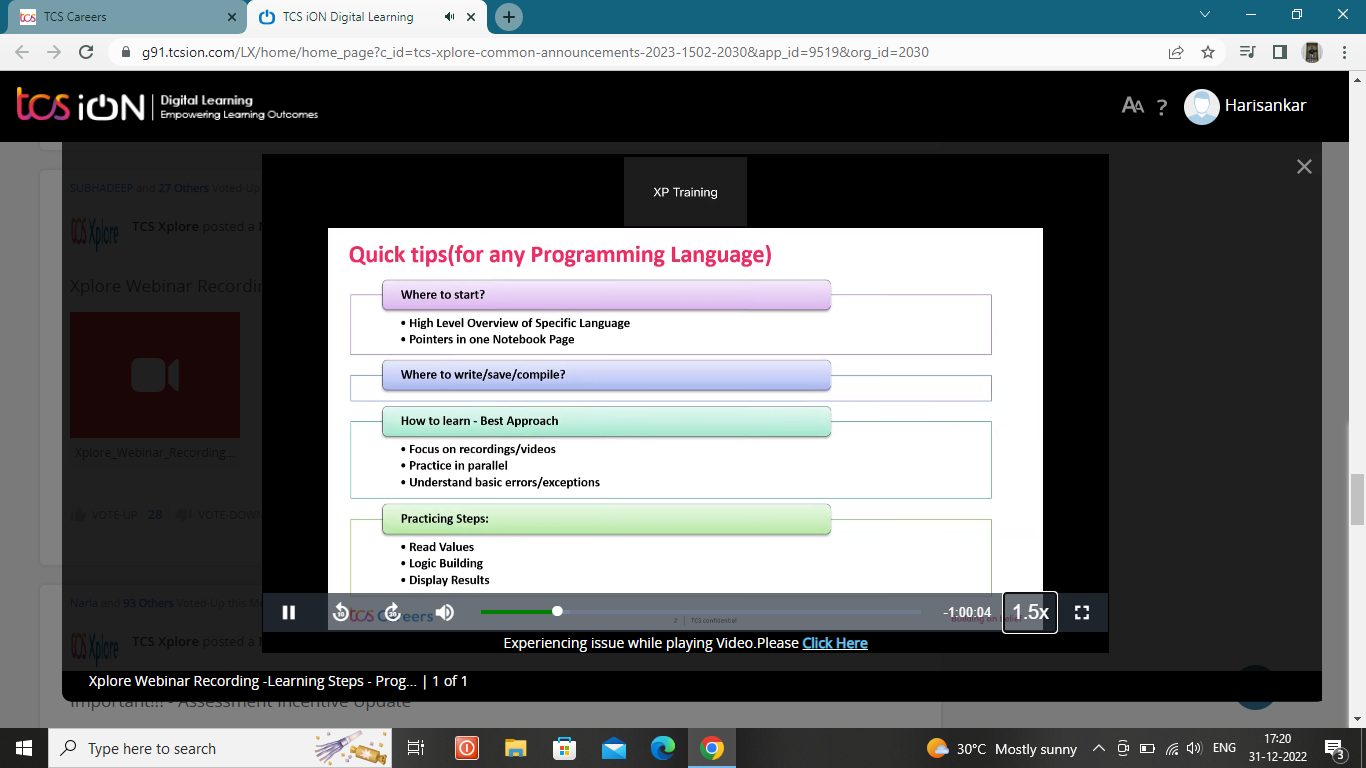 TCS Careers
TCS iON Digital Learning
g91.tcsion.com/LX/home/home_page?c_id=tcs-xplore-common-announcements-2023-1502-2030&app_id=9519&org_id=2030
tcs iON | Digital Learning
Empowering Learning Outcomes
AA ? Harisankar
SUBHADEEP and 27 Others Voted-Up
TCS Xplore posted a
Xplore Webinar Recordin
Xplore_Webinar_Recording...
VOTE-UP 28 VOTE-DOWN
Nana and 93 Others Voted-Up this M
TCS Xplore posted a
Important!!! - Assessment Incentive Update
XP Training
Quick tips(for any Programming Language)
Where to start?
• High Level Overview of Specific Language
• Pointers in one Notebook Page
Where to write/save/compile?
How to learn - Best Approach
• Focus on recordings/videos
• Practice in parallel
• Understand basic errors/exceptions
Practicing Steps:
• Read Values
• Logic Building
• Display Results
tcs Careers
TCS confidential
Building on belief
10
-1:00:04
1.5x
Experiencing issue while playing Video.Please Click Here
Xplore Webinar Recording -Learning Steps - Prog... | 1 of 1
Type here to search
30°C Mostly sunny
ENG
17:20
31-12-2022
3